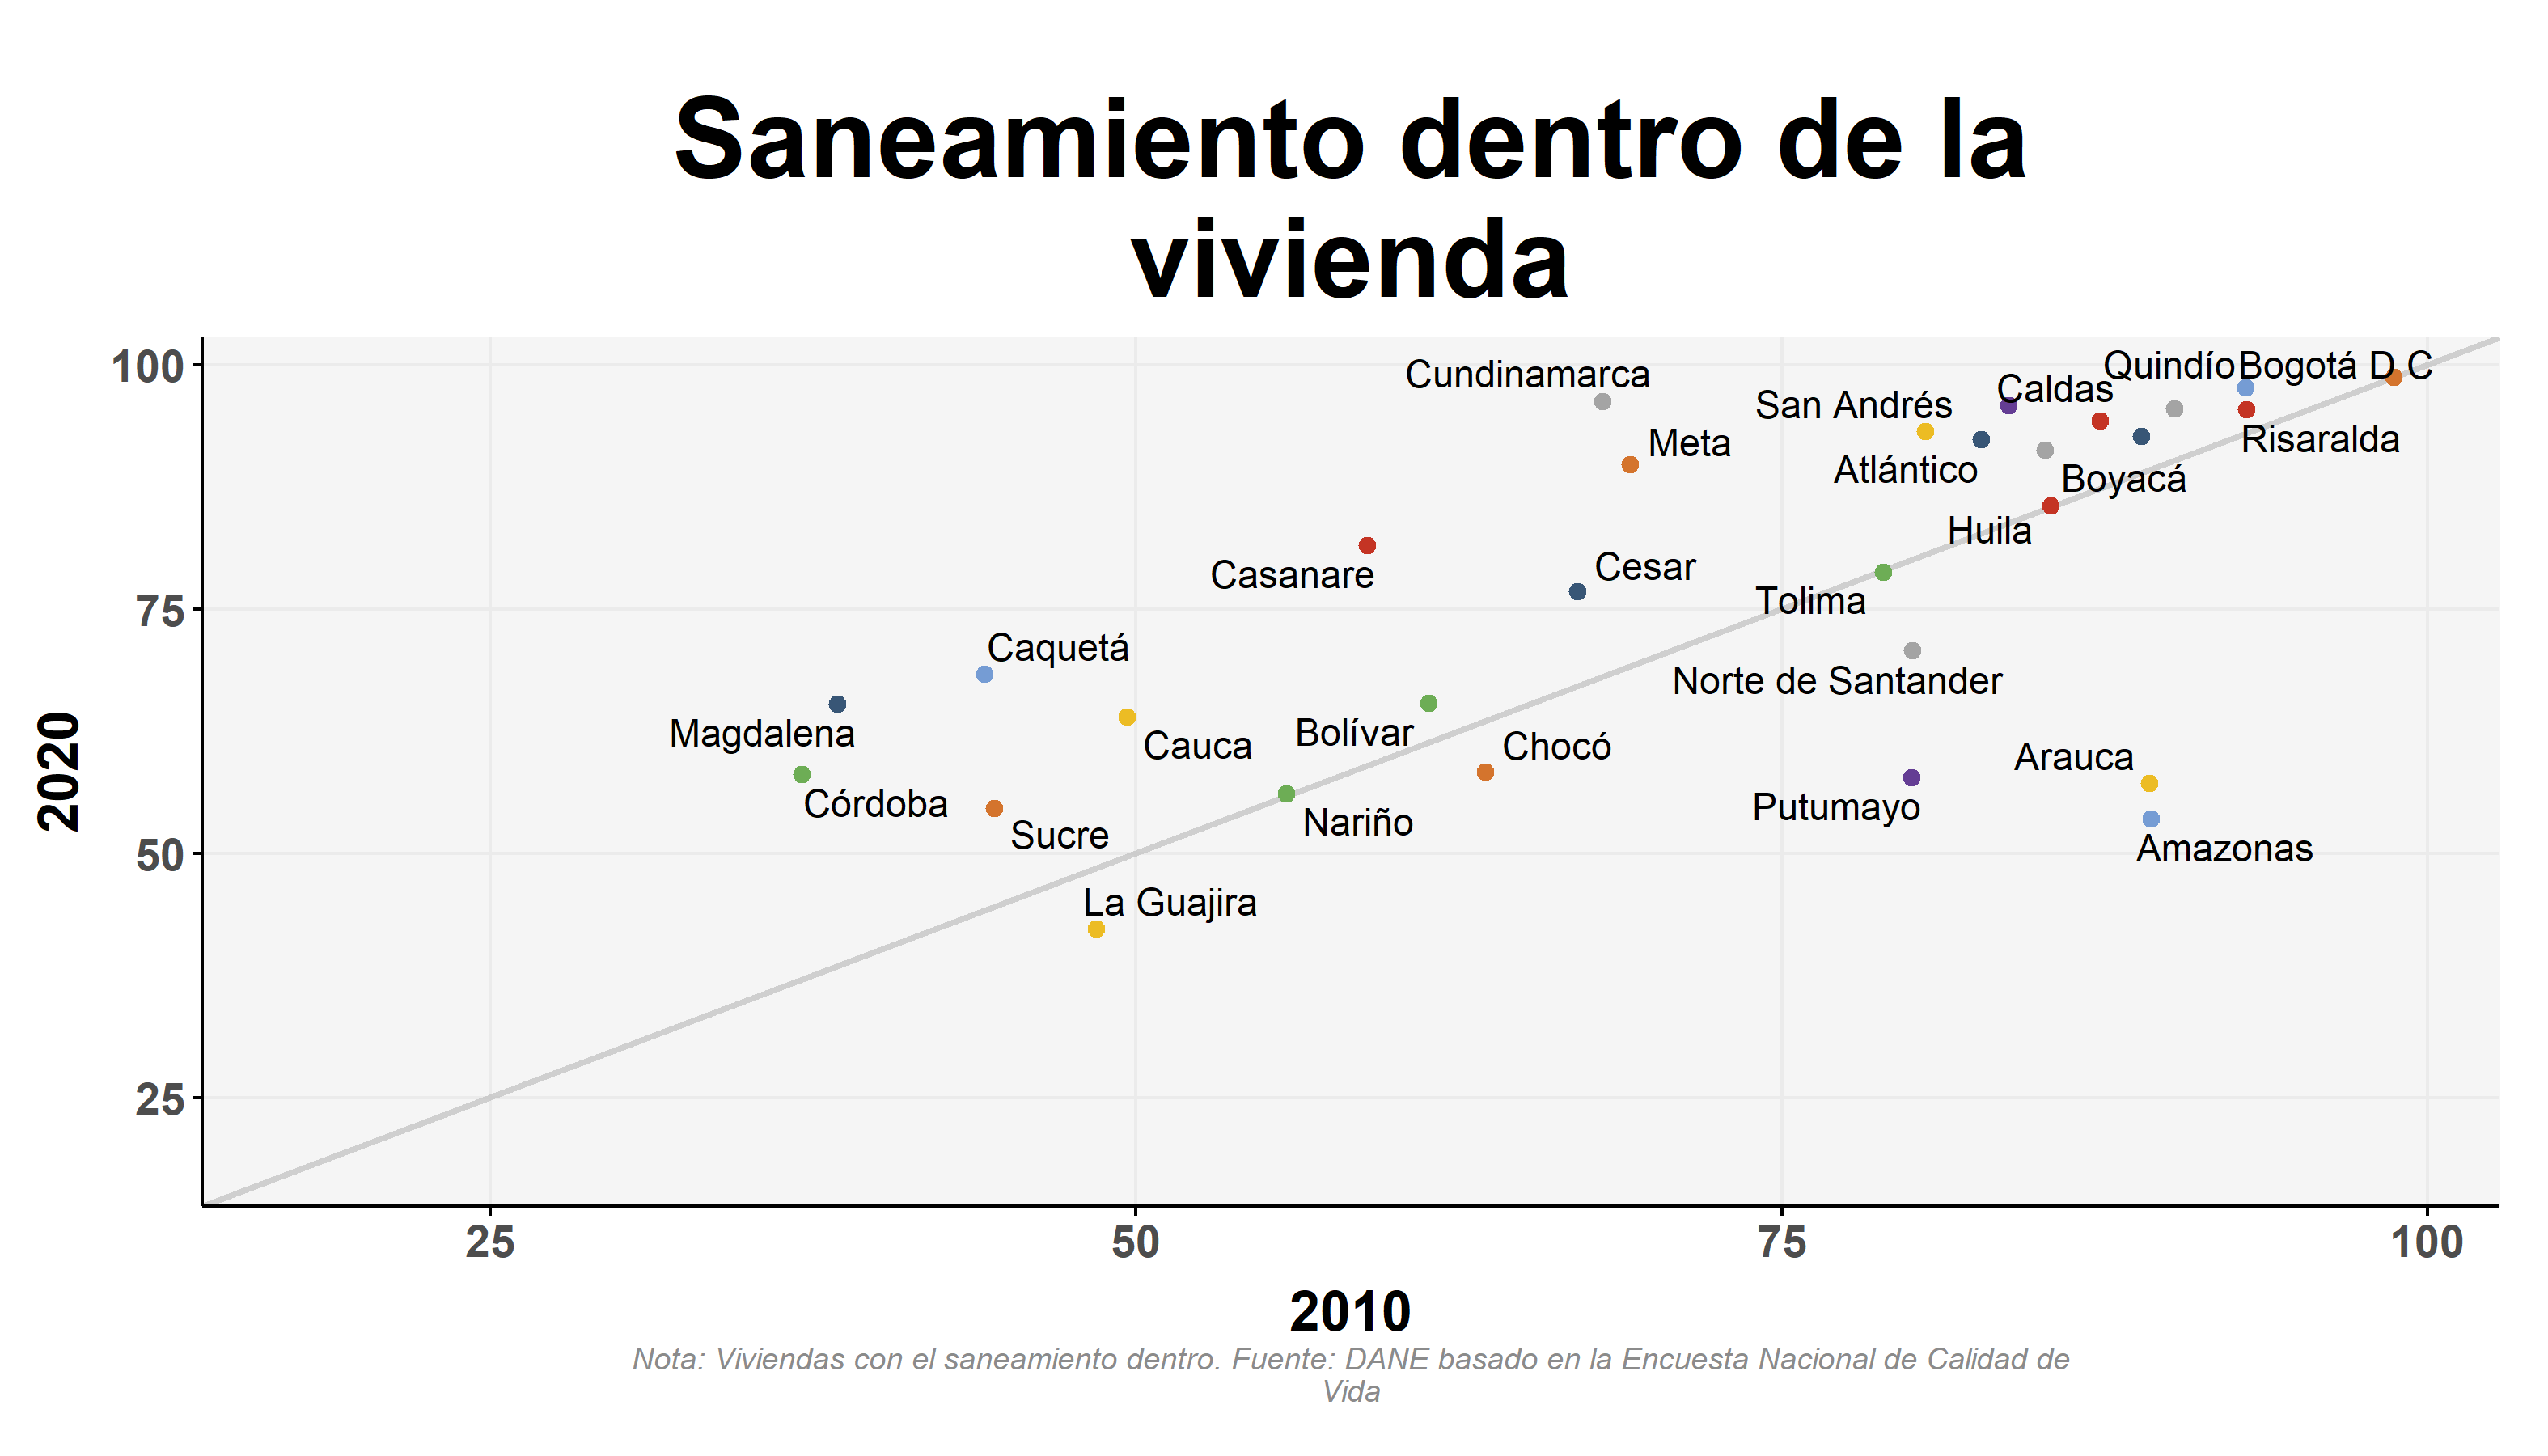 Saneamiento dentro de la
vivienda
100
75
50
25
2020
Cundinamarca
Quindío
Bogotá D C
Caldas
San Andrés
Meta
Risaralda
Atlántico
Boyacá
Huila
Casanare
Cesar
Tolima
Caquetá
Norte de Santander
Magdalena
Cauca
Bolívar
Chocó
Arauca
Córdoba
Putumayo
Sucre
Nariño
Amazonas
La Guajira
25
50
75
100
2010
Nota: Viviendas con el saneamiento dentro. Fuente: DANE basado en la Encuesta Nacional de Calidad de
Vida